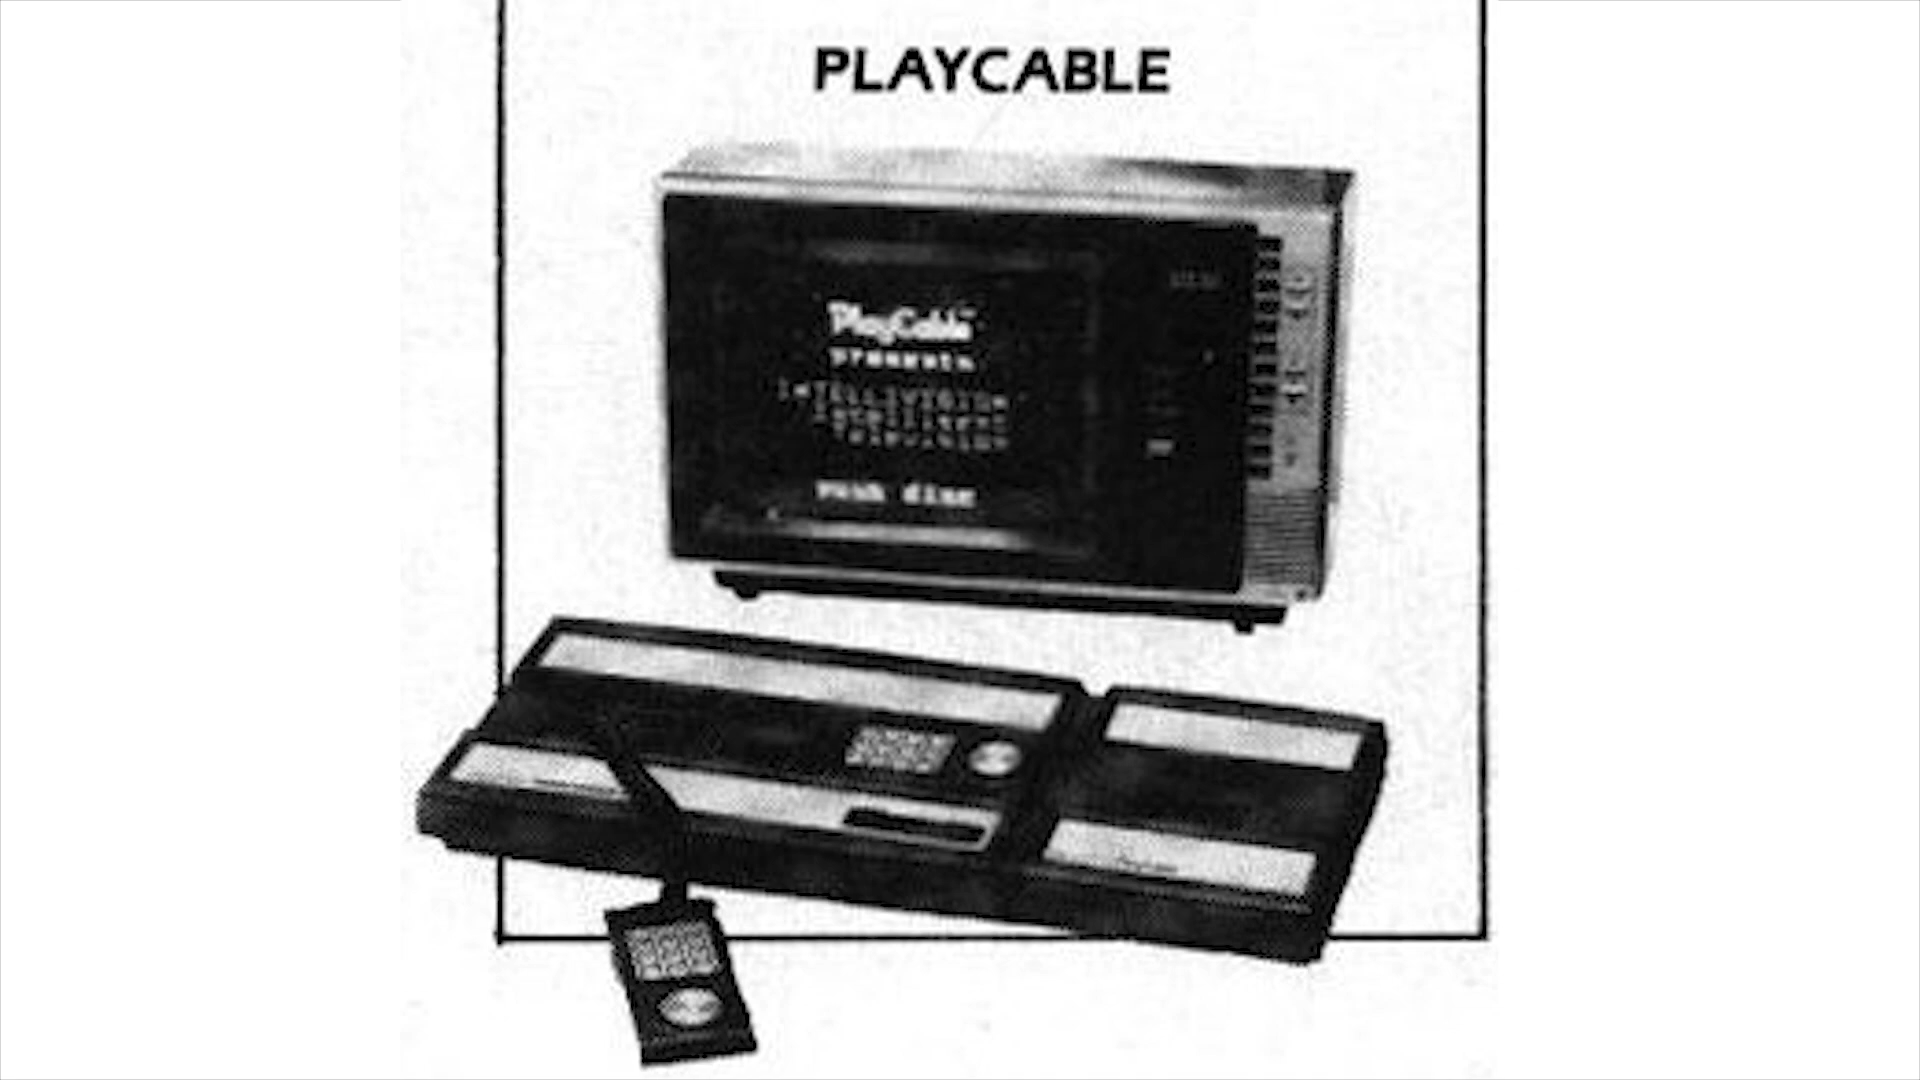 PLAYCABLE
PlayCable
presents
INTELLIVISION
Intelligent
Television
Push disc